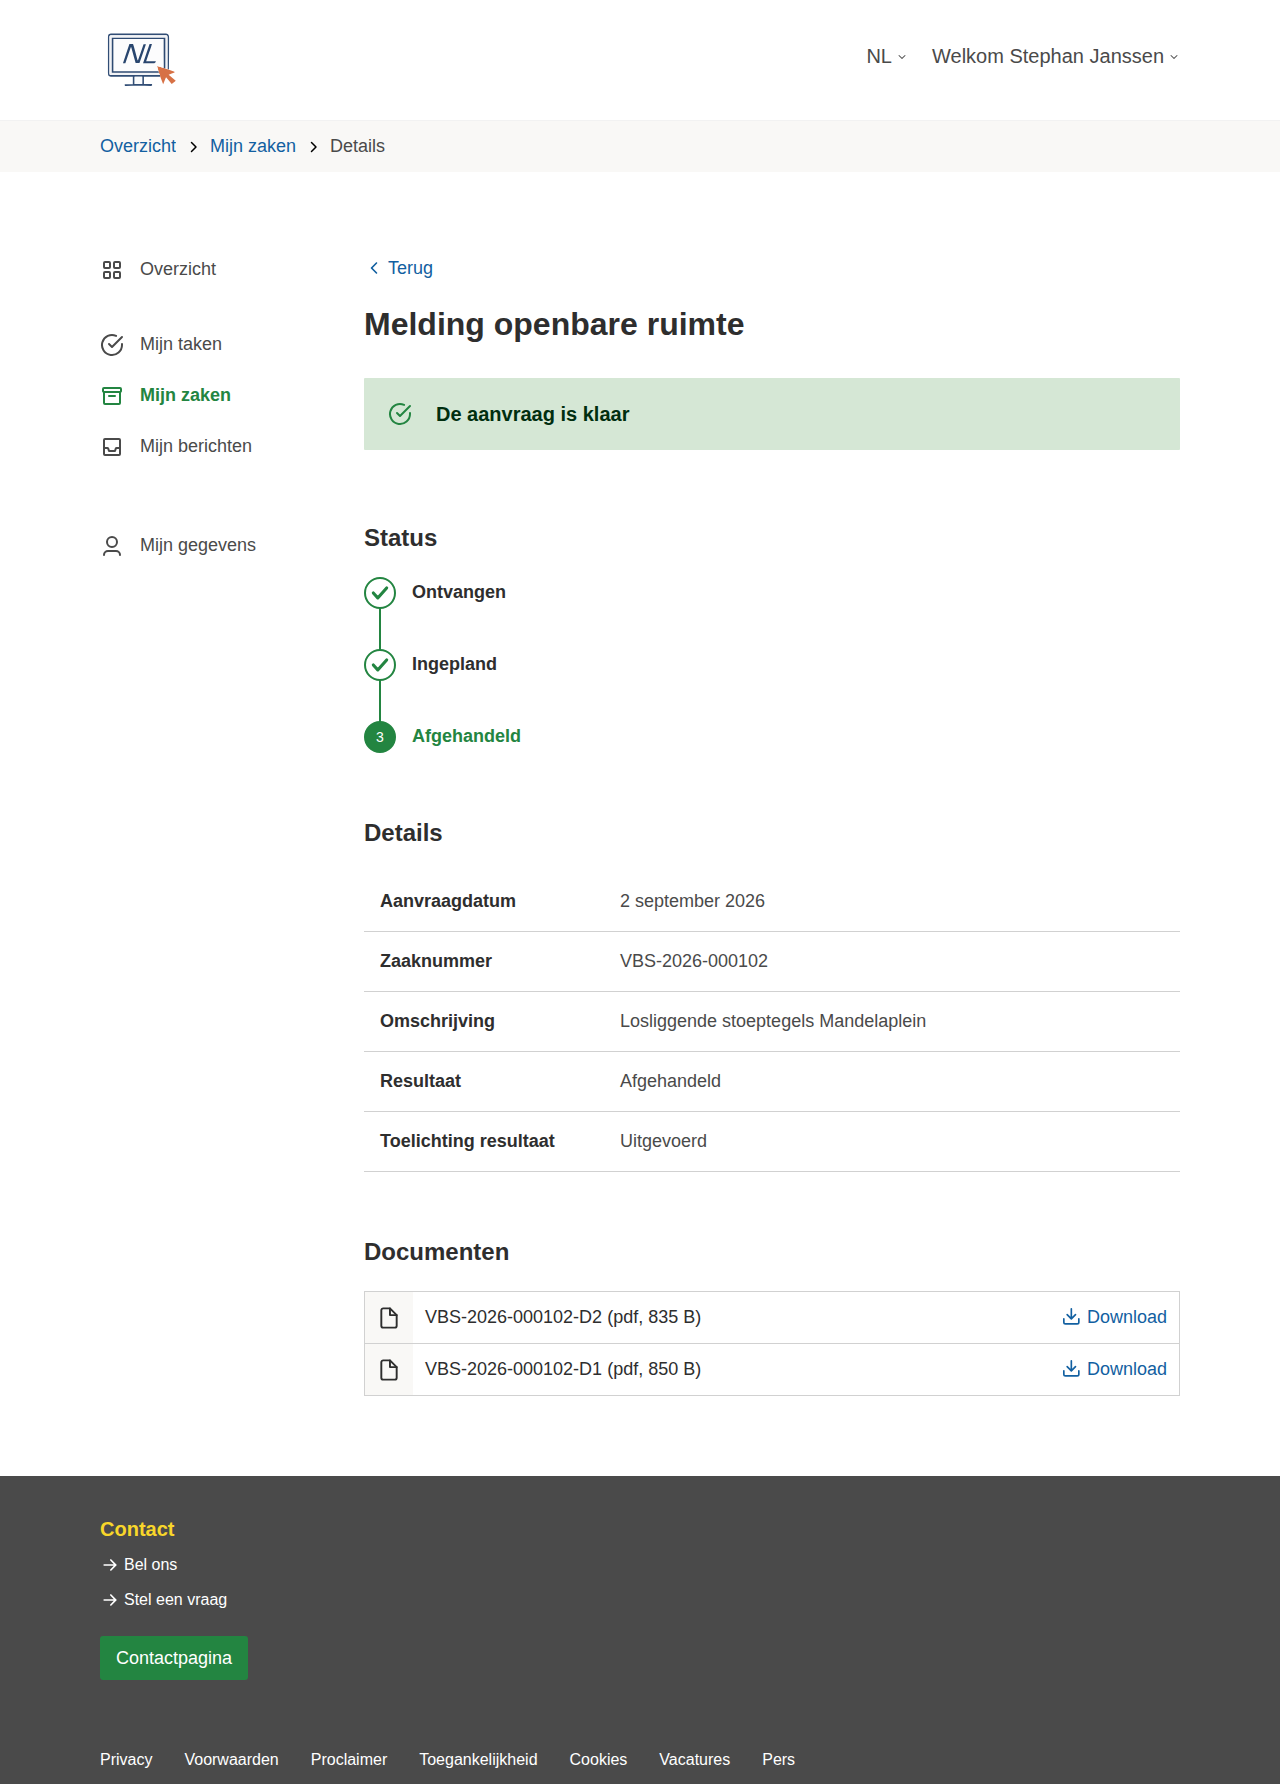 NL
NL
Welkom Stephan Janssen
Overzicht
Mijn zaken
Details
Overzicht
Mijn taken
Mijn zaken
Mijn berichten
Mijn gegevens
Terug
Melding openbare ruimte
De aanvraag is klaar
Status
Ontvangen
Ingepland
3 Afgehandeld
Details
Aanvraagdatum 2 september 2026
Zaaknummer VBS-2026-000102
Omschrijving Losliggende stoeptegels Mandelaplein
Resultaat Afgehandeld
Toelichting resultaat Uitgevoerd
Documenten
VBS-2026-000102-D2 (pdf, 835 B) Download
VBS-2026-000102-D1 (pdf, 850 B) Download
Contact
Bel ons
Stel een vraag
Contactpagina
Privacy Voorwaarden Proclaimer Toegankelijkheid Cookies Vacatures Pers